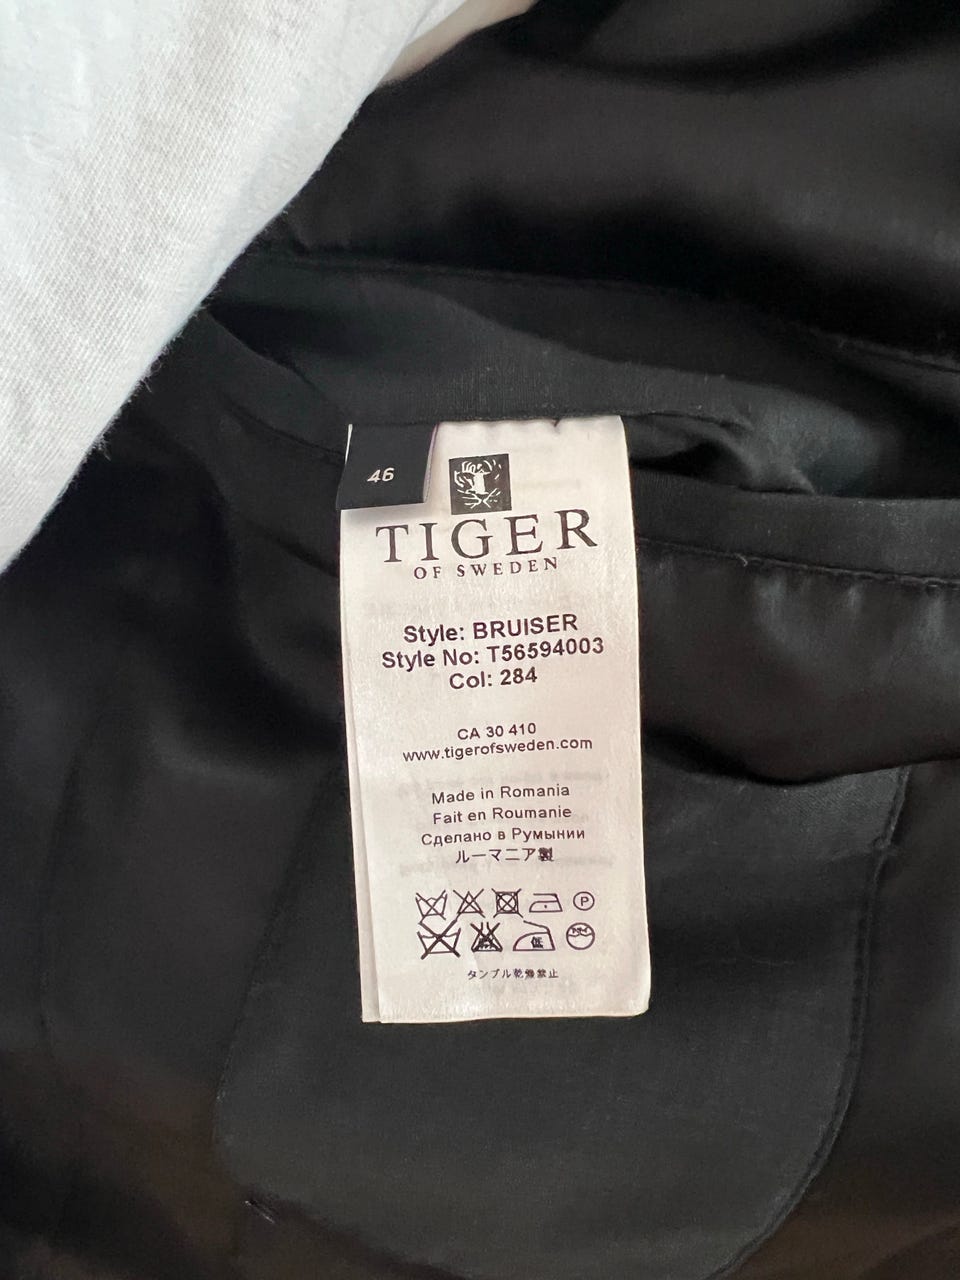 46
TIGER
OF SWEDEN
Style: BRUISER
Style No: T56594003
Col: 284
CA 30 410
www.tigerofsweden.com
Made in Romania
Fait en Roumanie
Сделано в Румынии
ルーマニア製
P
低
タンブル乾燥禁止